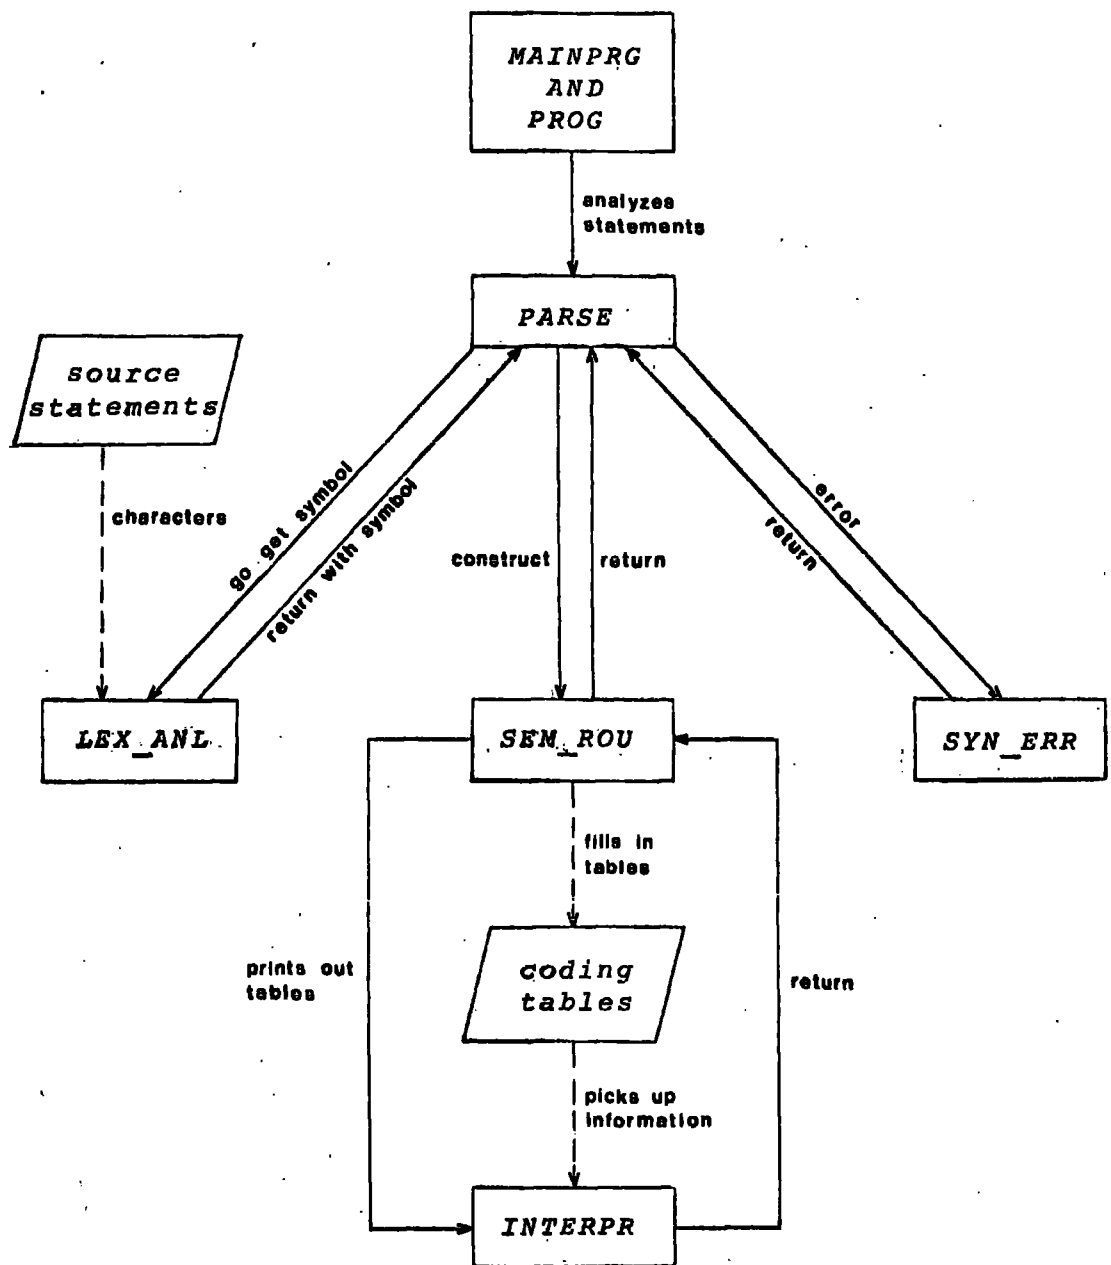 MAINPRG
AND
PROG
analyzes
statements
PARSE
source
statements
characters
go get symbol
return with symbol
construct
return
error
return
LEX_ANL
SEM_ROU
SYN_ERR
fills in
tables
prints out
tables
coding
tables
return
picks up
information
INTERPR